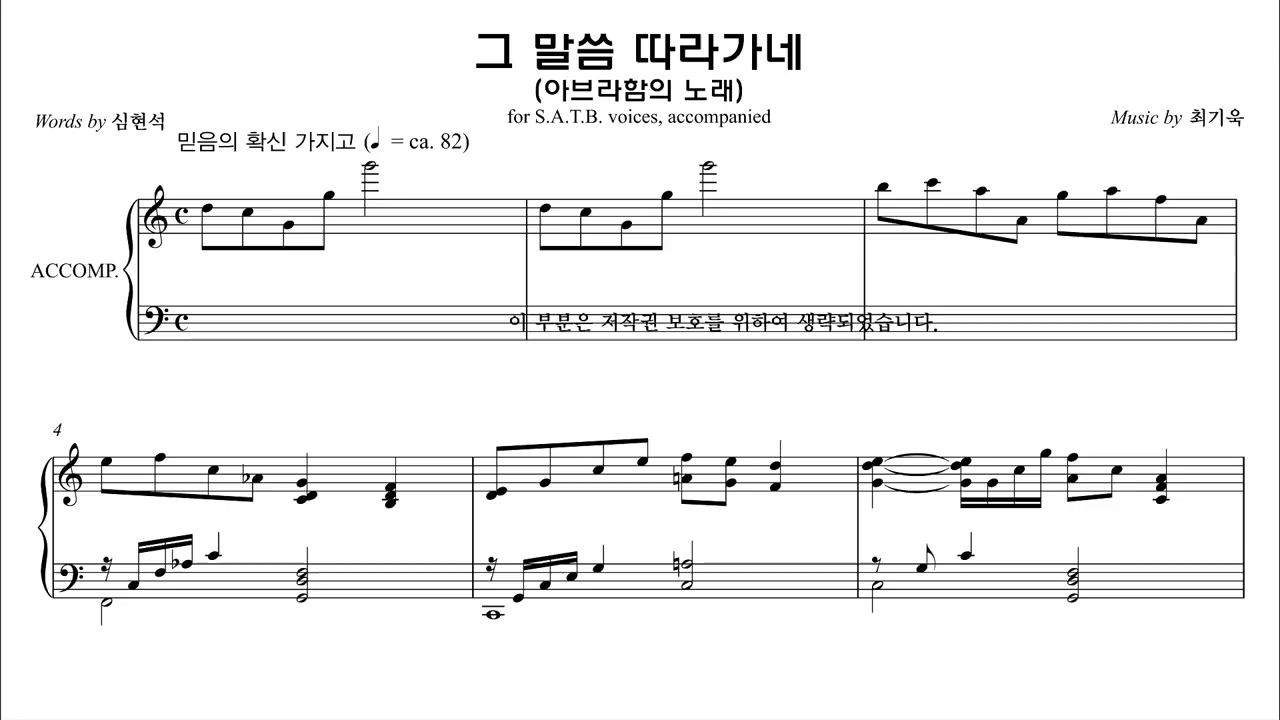 그 말씀 따라가네
(아브라함의 노래)
for S.A.T.B. voices, accompanied
Words by 심현석
Music by 최기욱
믿음의 확신 가지고 (♩ = ca. 82)
ACCOMP.
이 부분은 저작권 보호를 위하여 생략되었습니다.
4